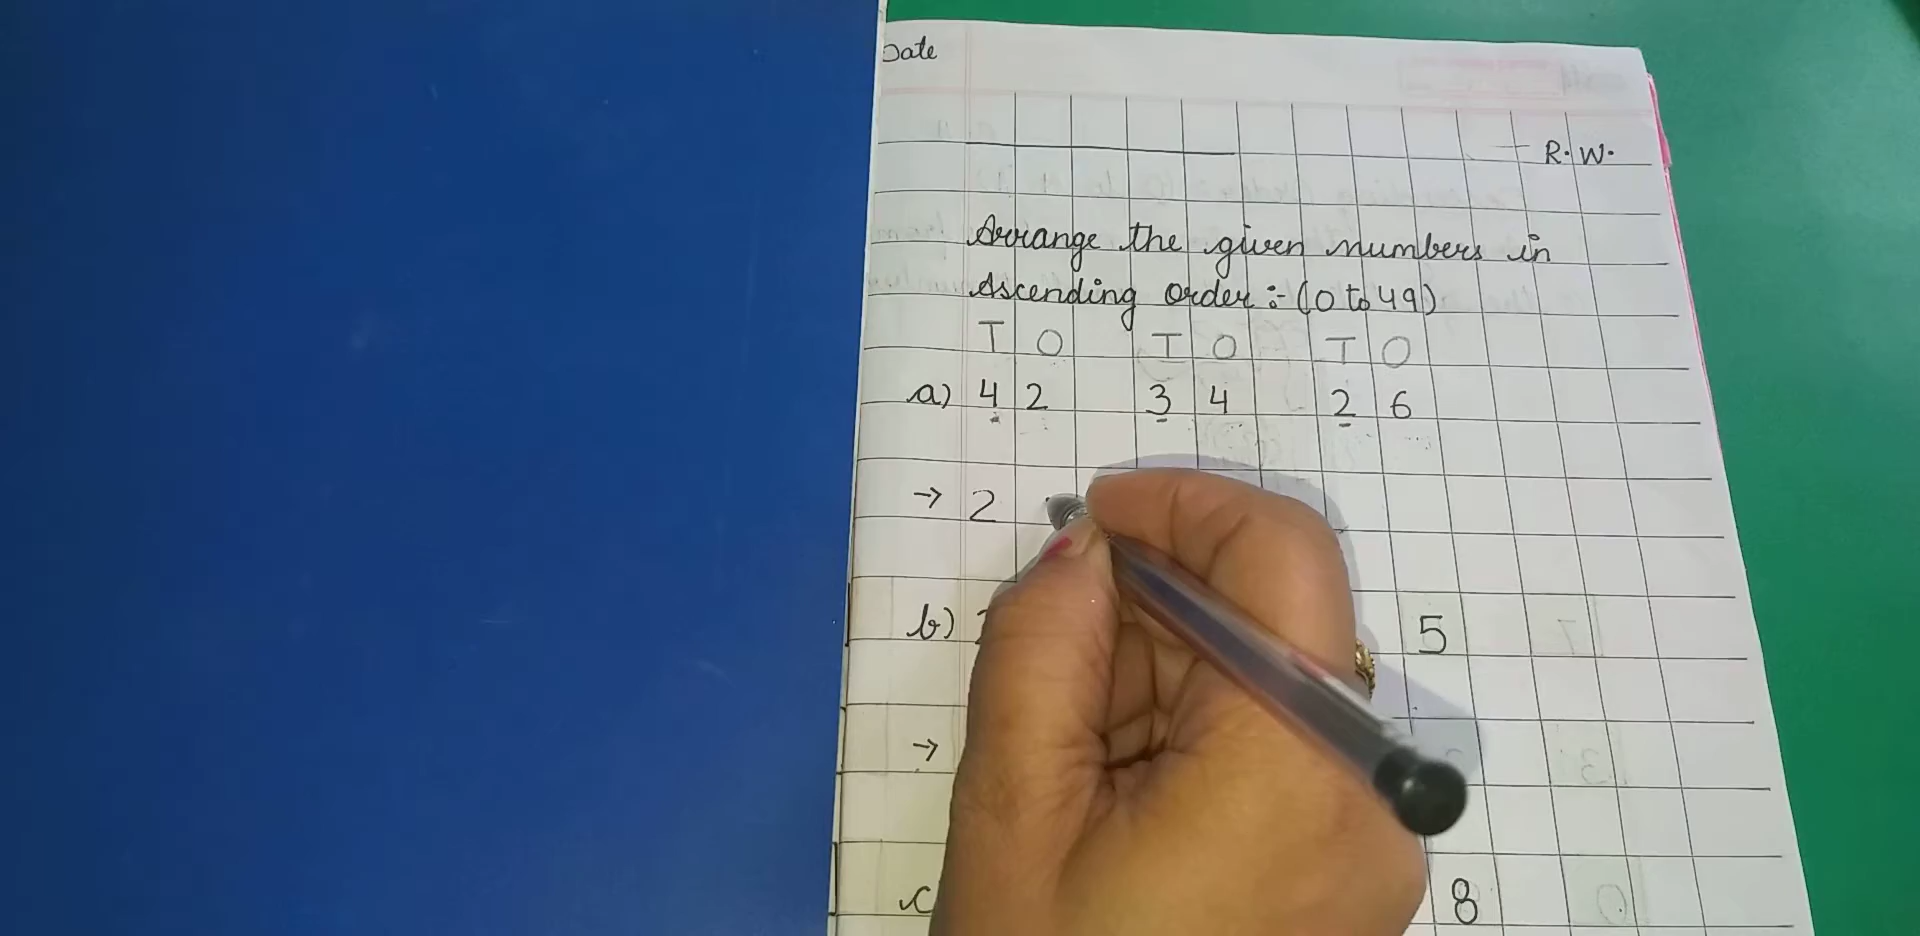 Date
R.W.
Arrange the given numbers in
Ascending Order :- (0 to 49)
T O T O T O
a) 4 2 3 4 2 6
→ 2
b) 5
→
c 8